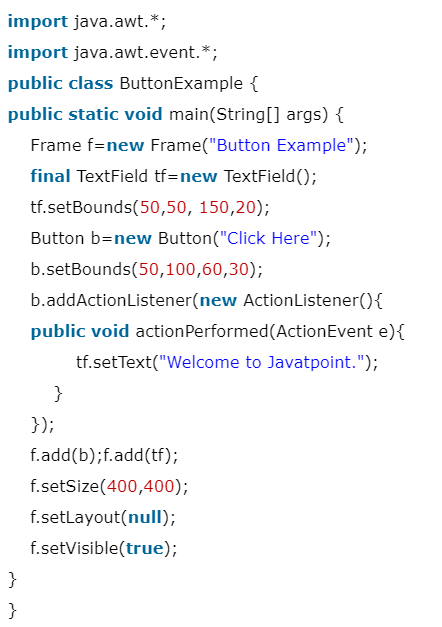 import java.awt.*;
import java.awt.event.*;
public class ButtonExample {
public static void main(String[] args) {
Frame f=new Frame("Button Example");
final TextField tf=new TextField();
tf.setBounds(50,50, 150,20);
Button b=new Button("Click Here");
b.setBounds(50,100,60,30);
b.addActionListener(new ActionListener(){
public void actionPerformed(ActionEvent e){
tf.setText("Welcome to Javatpoint.");
}
});
f.add(b);f.add(tf);
f.setSize(400,400);
f.setLayout(null);
f.setVisible(true);
}
}